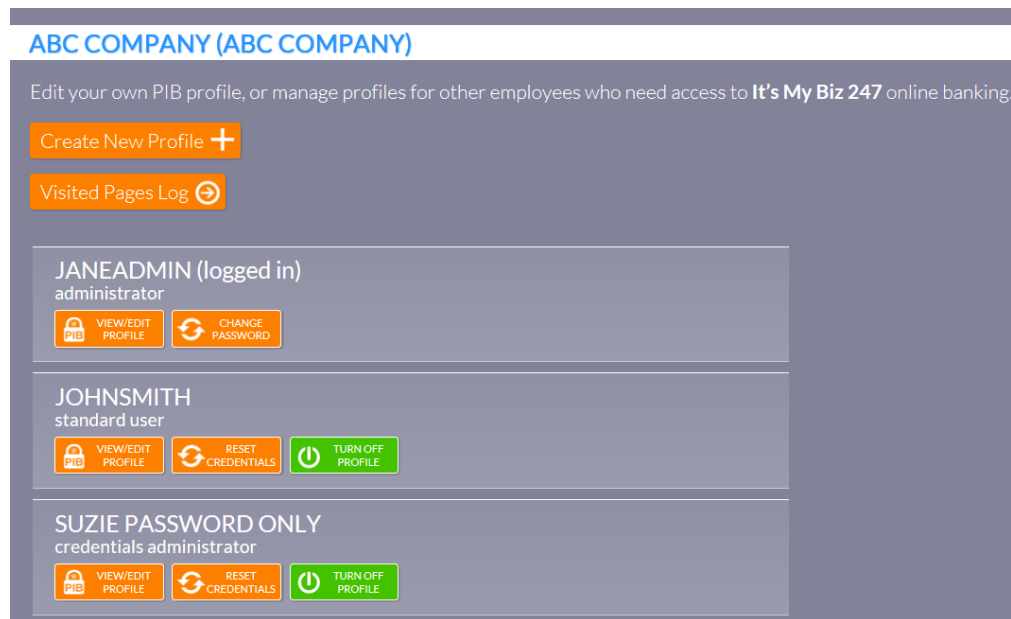 ABC COMPANY (ABC COMPANY)
Edit your own PIB profile, or manage profiles for other employees who need access to It's My Biz 247 online banking.
Create New Profile
Visited Pages Log
JANEADMIN (logged in)
administrator
PIB VIEW/EDIT PROFILE
CHANGE PASSWORD
JOHNSMITH
standard user
PIB VIEW/EDIT PROFILE
RESET CREDENTIALS
TURN OFF PROFILE
SUZIE PASSWORD ONLY
credentials administrator
PIB VIEW/EDIT PROFILE
RESET CREDENTIALS
TURN OFF PROFILE